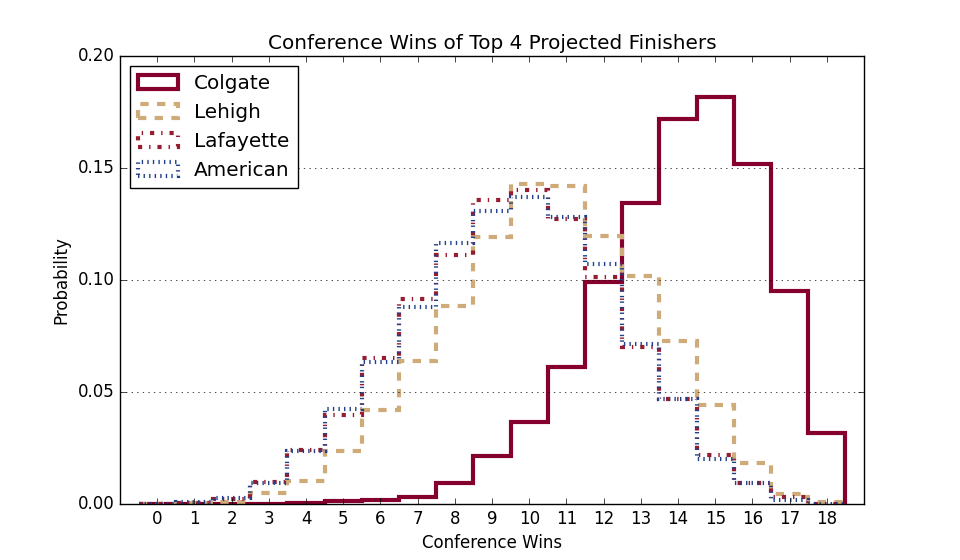 Conference Wins of Top 4 Projected Finishers
Colgate
Lehigh
Lafayette
American
Probability
0.20
0.15
0.10
0.05
0.00
0 1 2 3 4 5 6 7 8 9 10 11 12 13 14 15 16 17 18
Conference Wins